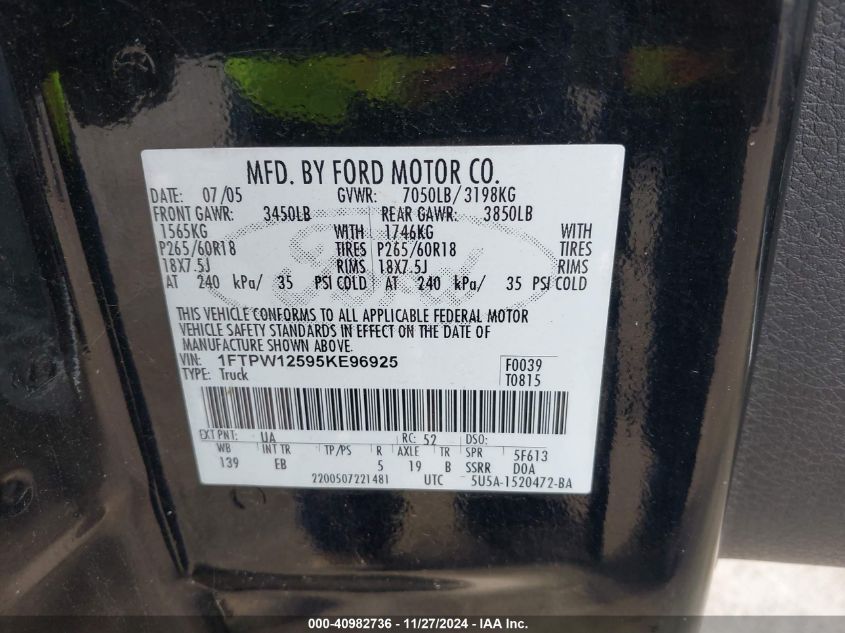 MFD. BY FORD MOTOR CO.
DATE: 07/05 GVWR: 7050LB/3198KG
FRONT GAWR: 3450LB REAR GAWR: 3850LB
1565KG WITH 1746KG WITH
P265/60R18 TIRES P265/60R18 TIRES
18X7.5J RIMS 18X7.5J RIMS
AT 240 kPa/ 35 PSI COLD AT 240 kPa/ 35 PSI COLD
THIS VEHICLE CONFORMS TO ALL APPLICABLE FEDERAL MOTOR
VEHICLE SAFETY STANDARDS IN EFFECT ON THE DATE OF
MANUFACTURE SHOWN ABOVE.
VIN: 1FTPW12595KE96925 F0039
TYPE: Truck T0815
EXT PNT: UA RC: 52 DSO:
WB INT TR TP/PS R AXLE TR SPR 5F613
139 EB 5 19 B SSRR D0A
2200507221481 UTC 5U5A-1520472-BA
000-40982736 - 11/27/2024 - IAA Inc.